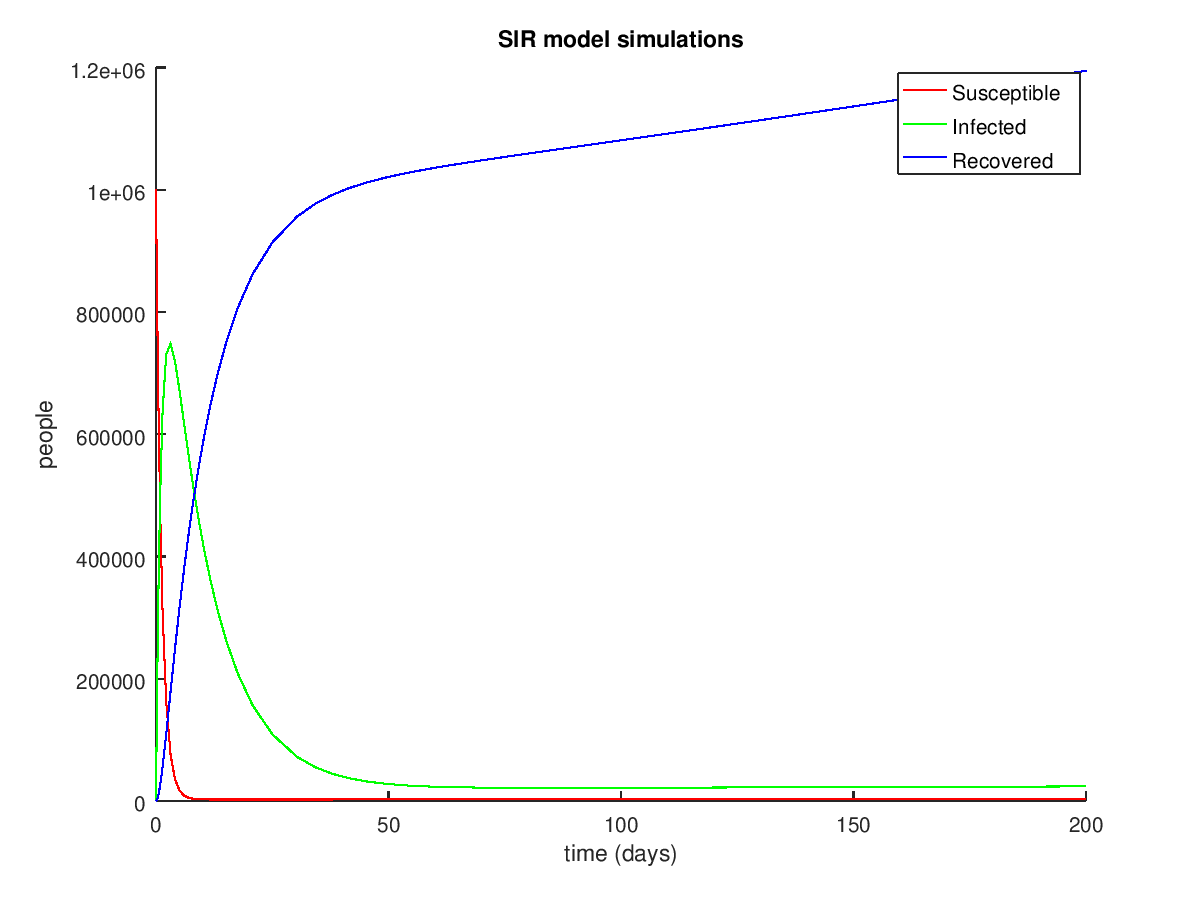 SIR model simulations
1.2e+06
1e+06
800000
600000
400000
200000
0
people
Susceptible
Infected
Recovered
0 50 100 150 200
time (days)